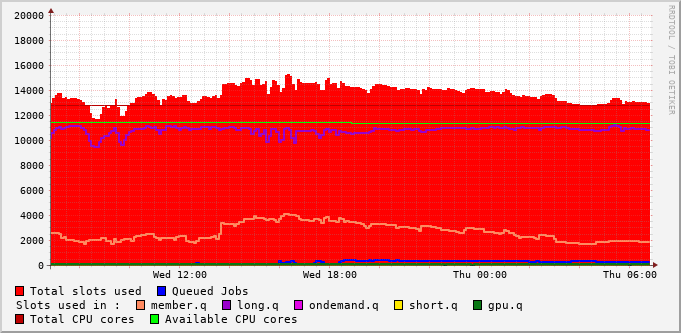 20000
18000
16000
14000
12000
10000
8000
6000
4000
2000
0
Wed 12:00 Wed 18:00 Thu 00:00 Thu 06:00
Total slots used Queued Jobs
Slots used in : member.q long.q ondemand.q short.q gpu.q
Total CPU cores Available CPU cores
RRDTOOL / TOBI OETIKER